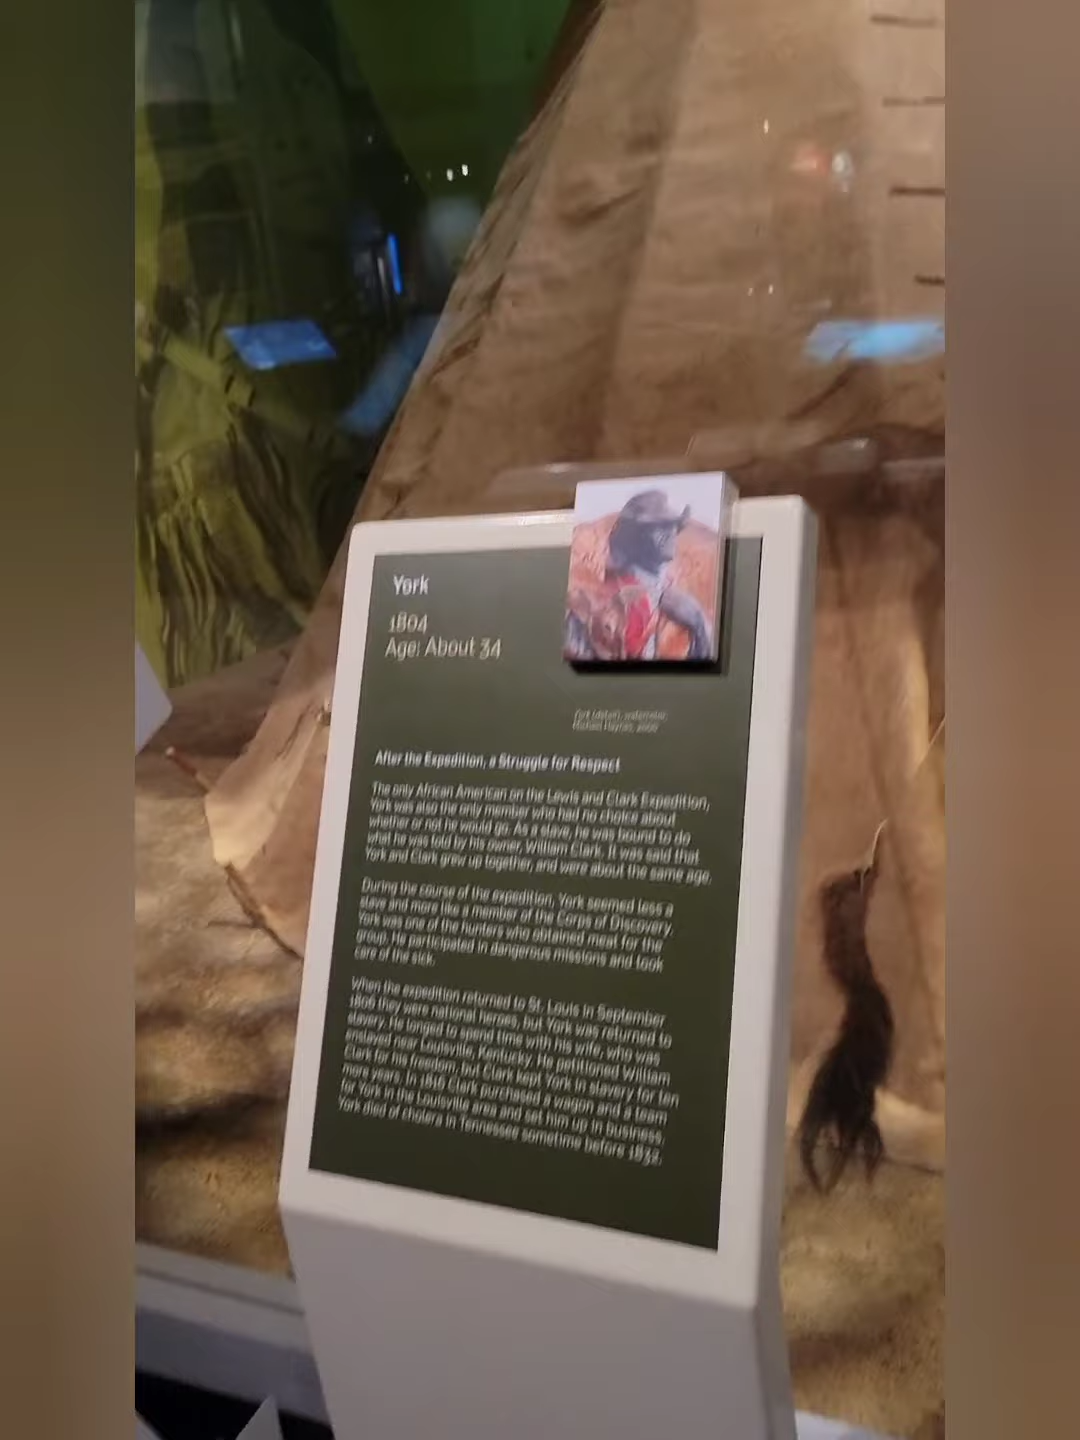 York
1804
Age: About 34
York (detail), watercolor,
Michael Haynes, 2000
After the Expedition, a Struggle for Respect
The only African American on the Lewis and Clark Expedition,
York was also the only member who had no choice about
whether or not he would go. As a slave, he was bound to do
what he was told by his owner, William Clark. It was said that
York and Clark grew up together, and were about the same age.
During the course of the expedition, York seemed less a
slave and more like a member of the Corps of Discovery.
York was one of the hunters who obtained meat for the
group. He participated in dangerous missions and took
care of the sick.
When the expedition returned to St. Louis in September
1806 they were national heroes, but York was returned to
slavery. He longed to spend time with his wife, who was
enslaved near Louisville, Kentucky. He petitioned William
Clark for his freedom, but Clark kept York in slavery for ten
more years. In 1816 Clark purchased a wagon and a team
for York in the Louisville area and set him up in business.
York died of cholera in Tennessee sometime before 1832.